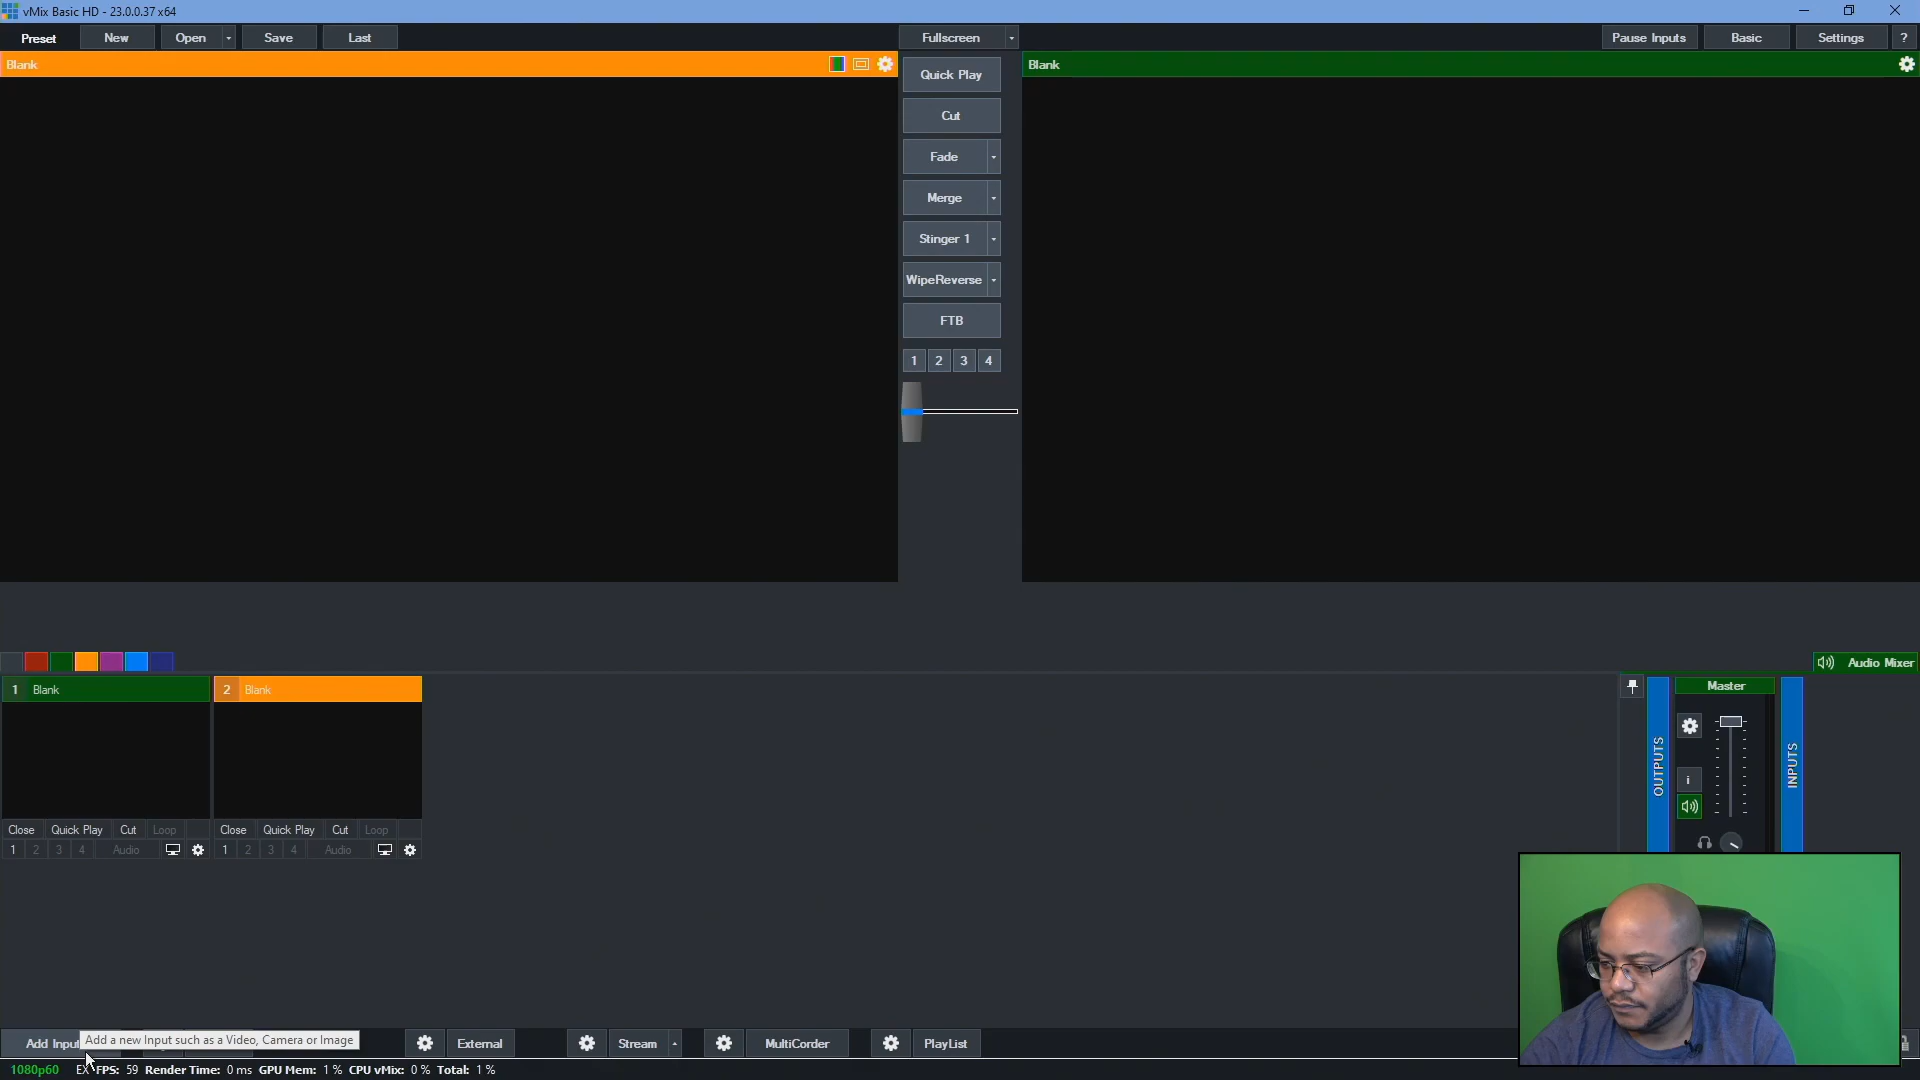 vMix Basic HD - 23.0.0.37 x64
Preset New Open Save Last Fullscreen Pause Inputs Basic Settings ?
Blank
Blank
Quick Play
Cut
Fade
Merge
Stinger 1
WipeReverse
FTB
1 2 3 4
Audio Mixer
1 Blank
2 Blank
Master
OUTPUTS
INPUTS
i
Close Quick Play Cut Loop
Close Quick Play Cut Loop
1 2 3 4 Audio
1 2 3 4 Audio
Add Input
Add a new Input such as a Video, Camera or Image
External Stream MultiCorder PlayList
1080p60 EX FPS: 59 Render Time: 0 ms GPU Mem: 1 % CPU vMix: 0 % Total: 1 %